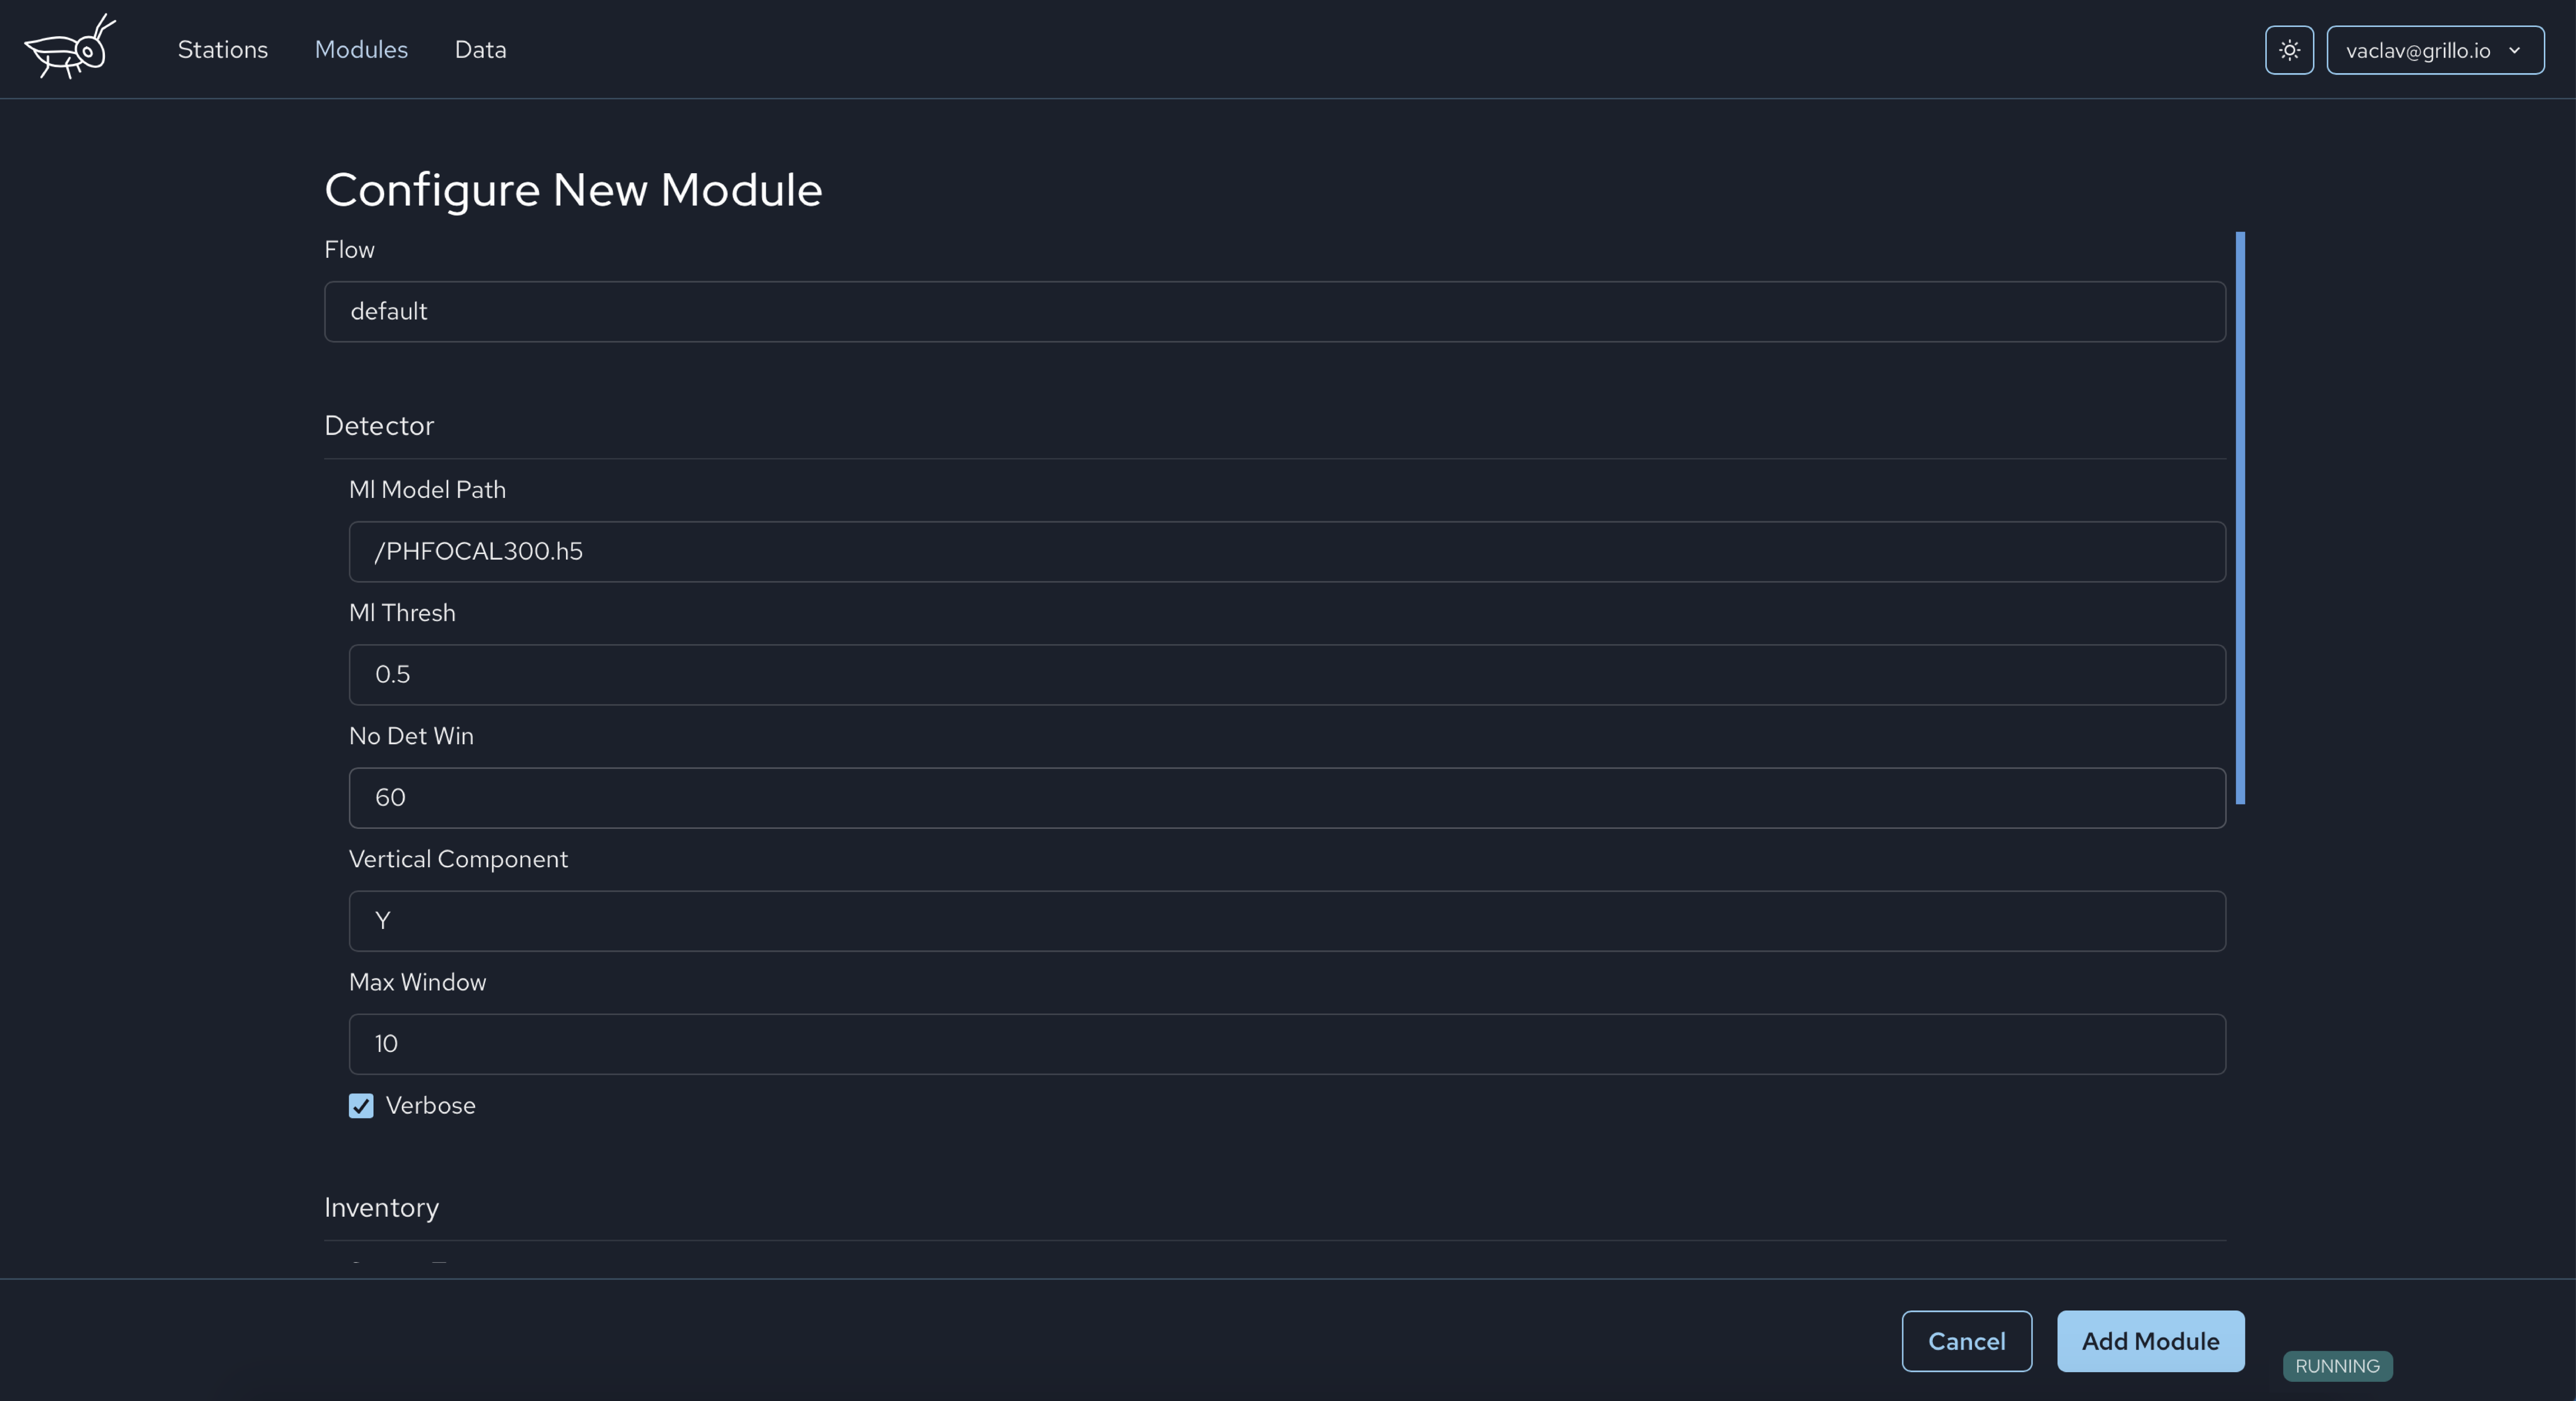 Stations Modules Data vaclav@grillo.io
Configure New Module
Flow
default
Detector
Ml Model Path
/PHFOCAL300.h5
Ml Thresh
0.5
No Det Win
60
Vertical Component
Y
Max Window
10
Verbose
Inventory
Cancel Add Module
RUNNING